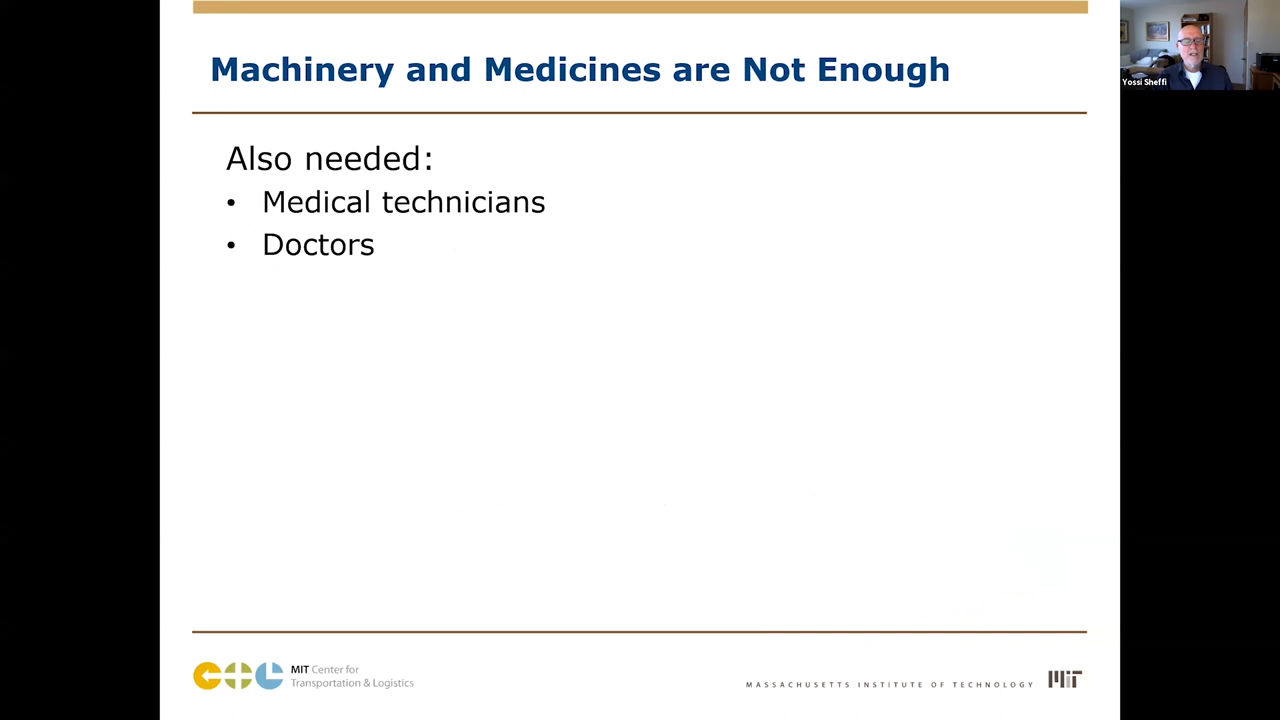 Machinery and Medicines are Not Enough
Yossi Sheffi
Also needed:
• Medical technicians
• Doctors
MIT Center for
Transportation & Logistics
MASSACHUSETTS INSTITUTE OF TECHNOLOGY
MIT